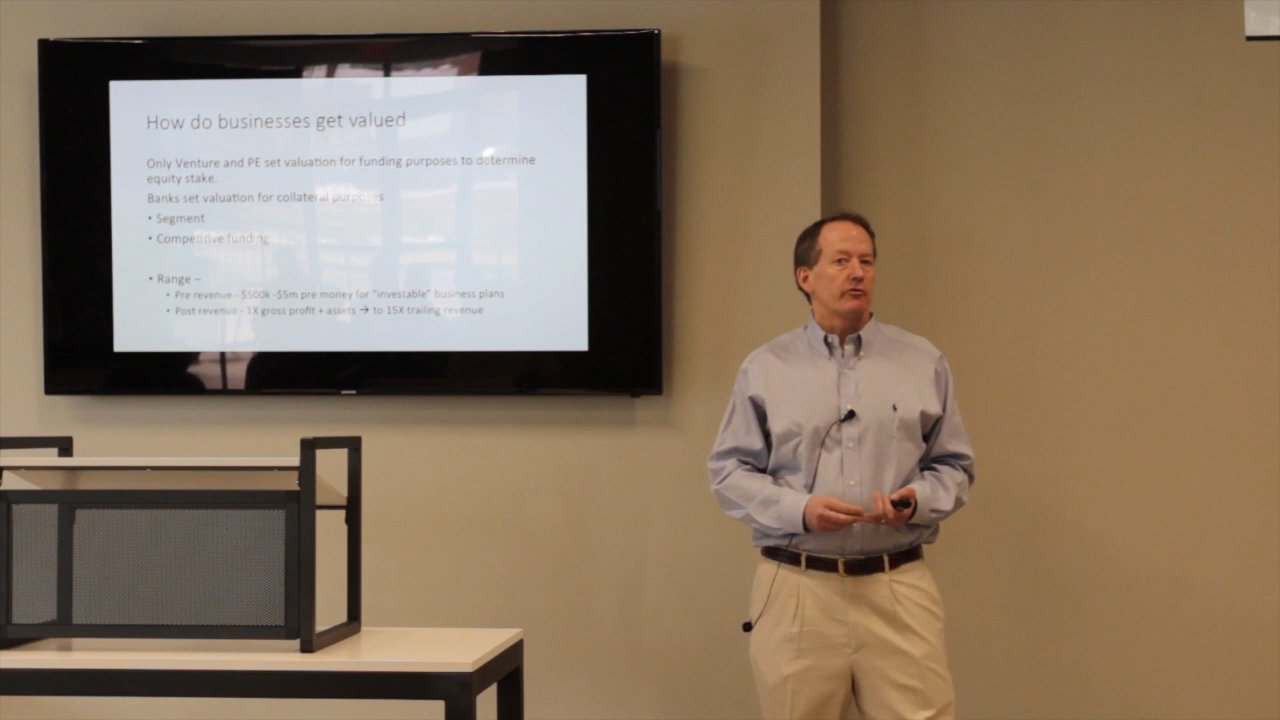 How do businesses get valued
Only Venture and PE set valuation for funding purposes to determine
equity stake.
Banks set valuation for collateral purposes
• Segment
• Competitive funding
• Range –
• Pre revenue - $500k -$5m pre money for "investable" business plans
• Post revenue - 1X gross profit + assets → to 15X trailing revenue